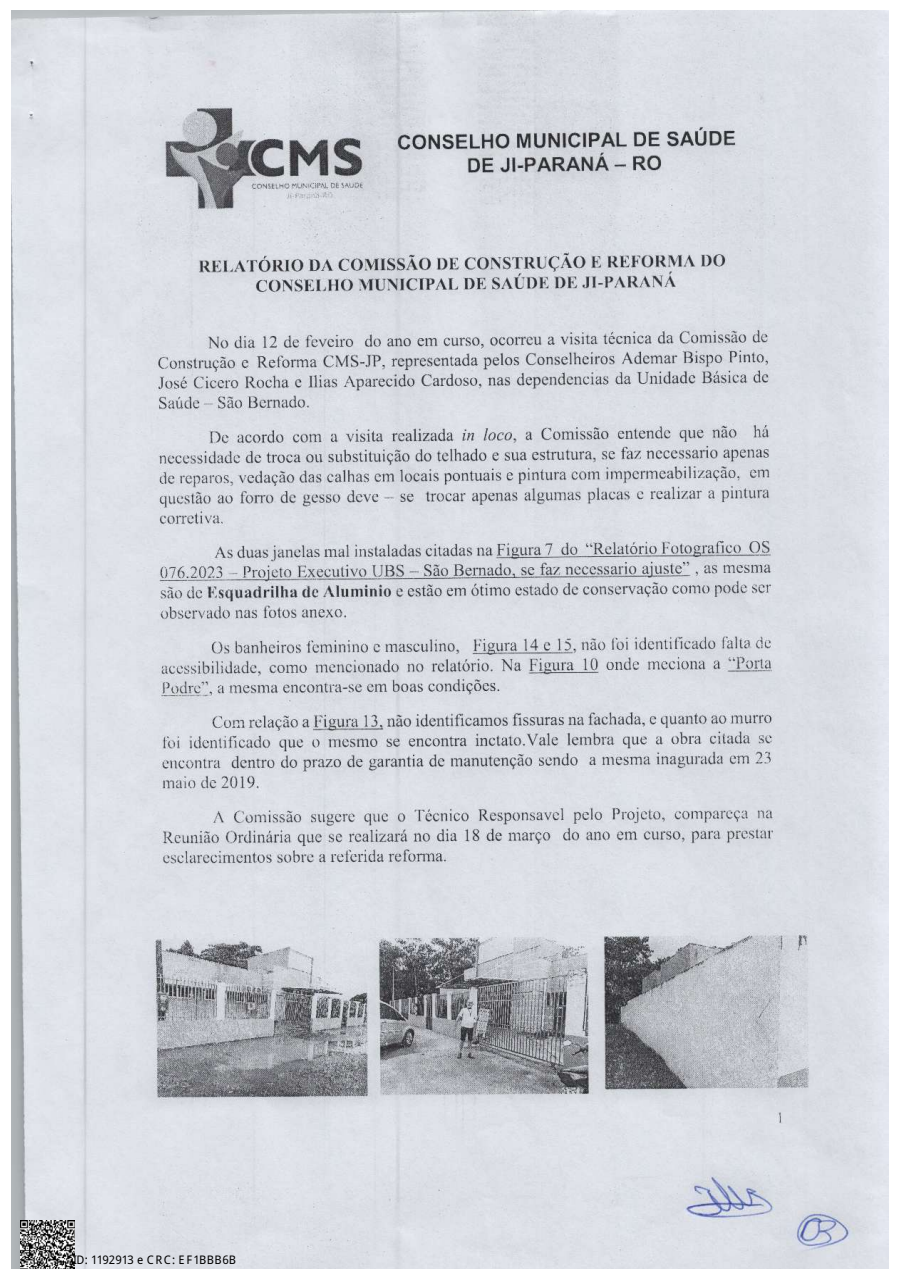 CMS
CONSELHO MUNICIPAL DE SAÚDE
Ji-Paraná-RO
CONSELHO MUNICIPAL DE SAÚDE
DE JI-PARANÁ – RO
RELATÓRIO DA COMISSÃO DE CONSTRUÇÃO E REFORMA DO
CONSELHO MUNICIPAL DE SAÚDE DE JI-PARANÁ
No dia 12 de feveiro do ano em curso, ocorreu a visita técnica da Comissão de
Construção e Reforma CMS-JP, representada pelos Conselheiros Ademar Bispo Pinto,
José Cicero Rocha e Ilias Aparecido Cardoso, nas dependencias da Unidade Básica de
Saúde – São Bernado.
De acordo com a visita realizada in loco, a Comissão entende que não há
necessidade de troca ou substituição do telhado e sua estrutura, se faz necessario apenas
de reparos, vedação das calhas em locais pontuais e pintura com impermeabilização, em
questão ao forro de gesso deve – se trocar apenas algumas placas e realizar a pintura
corretiva.
As duas janelas mal instaladas citadas na Figura 7 do “Relatório Fotografico OS
076.2023 – Projeto Executivo UBS – São Bernado, se faz necessario ajuste” , as mesma
são de Esquadrilha de Aluminio e estão em ótimo estado de conservação como pode ser
observado nas fotos anexo.
Os banheiros feminino e masculino, Figura 14 e 15, não foi identificado falta de
acessibilidade, como mencionado no relatório. Na Figura 10 onde meciona a “Porta
Podre”, a mesma encontra-se em boas condições.
Com relação a Figura 13, não identificamos fissuras na fachada, e quanto ao murro
foi identificado que o mesmo se encontra inctato.Vale lembra que a obra citada se
encontra dentro do prazo de garantia de manutenção sendo a mesma inagurada em 23
maio de 2019.
A Comissão sugere que o Técnico Responsavel pelo Projeto, compareça na
Reunião Ordinária que se realizará no dia 18 de março do ano em curso, para prestar
esclarecimentos sobre a referida reforma.
1
03
D: 1192913 e CRC: EF1BBB6B